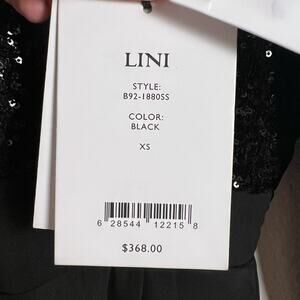 LINI
STYLE:
B92-1880SS
COLOR:
BLACK
XS
6 28544 12215 8
$368.00